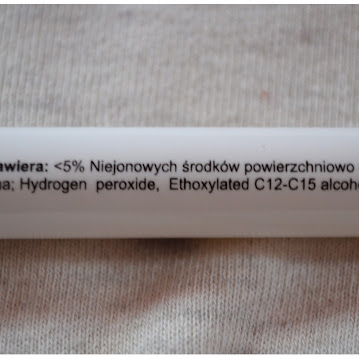 awiera: <5% Niejonowych środków powierzchniowo
a; Hydrogen peroxide, Ethoxylated C12-C15 alcoho